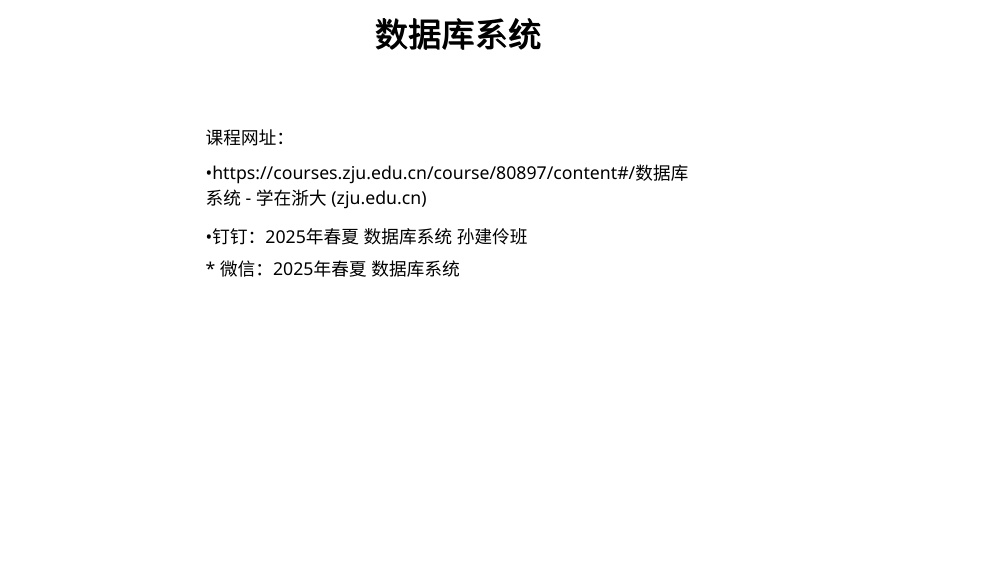 数据库系统
课程网址：
•https://courses.zju.edu.cn/course/80897/content#/数据库
系统 - 学在浙大 (zju.edu.cn)
•钉钉：2025年春夏 数据库系统 孙建伶班
* 微信：2025年春夏 数据库系统